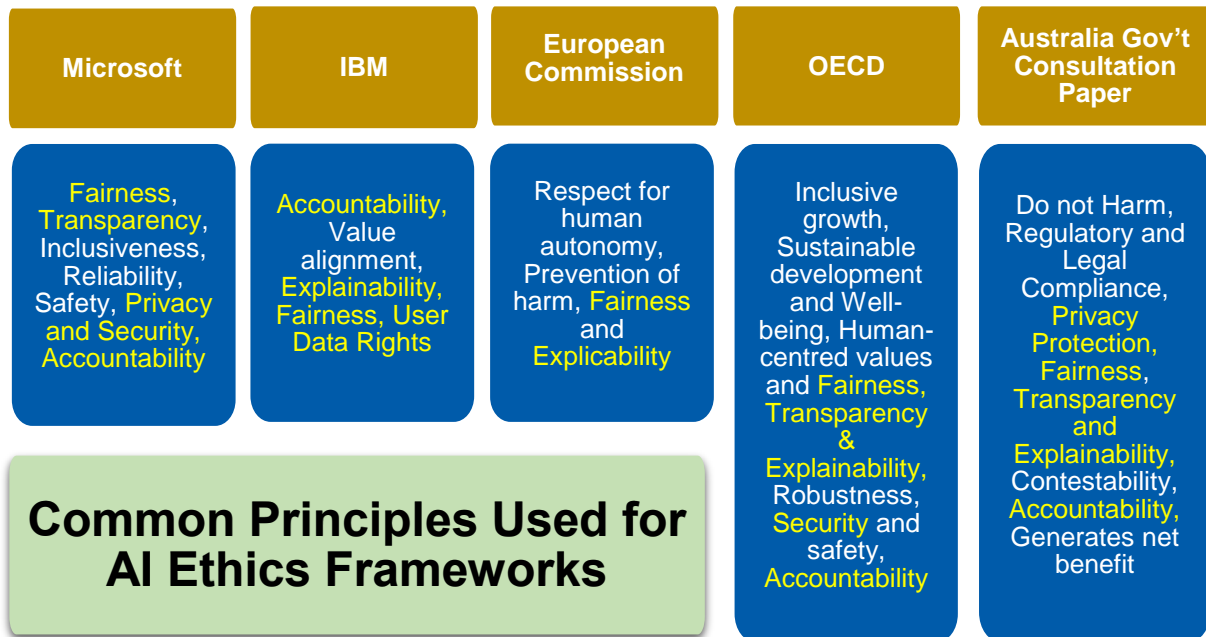 Microsoft
IBM
European
Commission
OECD
Australia Gov't
Consultation
Paper
Fairness,
Transparency,
Inclusiveness,
Reliability,
Safety, Privacy
and Security,
Accountability
Accountability,
Value
alignment,
Explainability,
Fairness, User
Data Rights
Respect for
human
autonomy,
Prevention of
harm, Fairness
and
Explicability
Inclusive
growth,
Sustainable
development
and Well-
being, Human-
centred values
and Fairness,
Transparency
&
Explainability,
Robustness,
Security and
safety,
Accountability
Do not Harm,
Regulatory and
Legal
Compliance,
Privacy
Protection,
Fairness,
Transparency
and
Explainability,
Contestability,
Accountability,
Generates net
benefit
Common Principles Used for
AI Ethics Frameworks